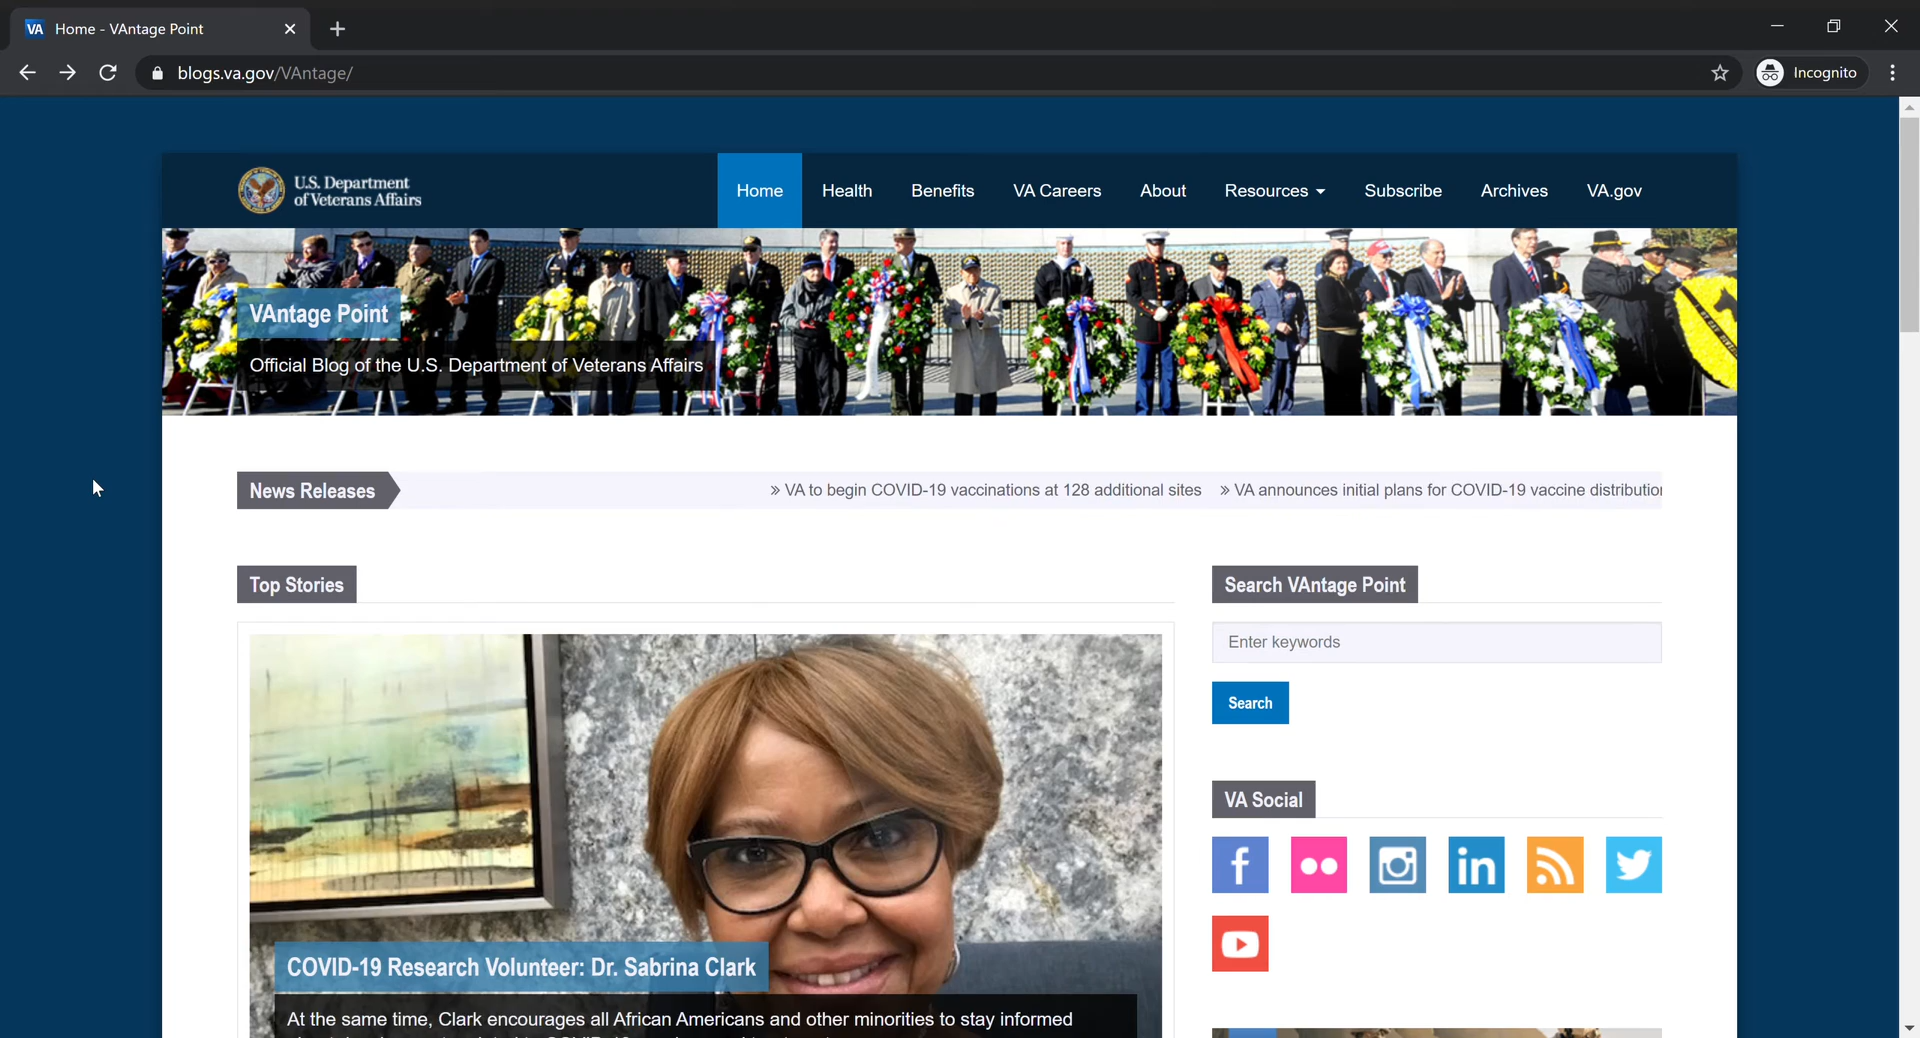 VA Home - VAntage Point
blogs.va.gov/VAntage/
Incognito
U.S. Department
of Veterans Affairs
Home Health Benefits VA Careers About Resources Subscribe Archives VA.gov
VAntage Point
Official Blog of the U.S. Department of Veterans Affairs
News Releases
» VA to begin COVID-19 vaccinations at 128 additional sites » VA announces initial plans for COVID-19 vaccine distribution
Top Stories
Search VAntage Point
Enter keywords
Search
VA Social
COVID-19 Research Volunteer: Dr. Sabrina Clark
At the same time, Clark encourages all African Americans and other minorities to stay informed